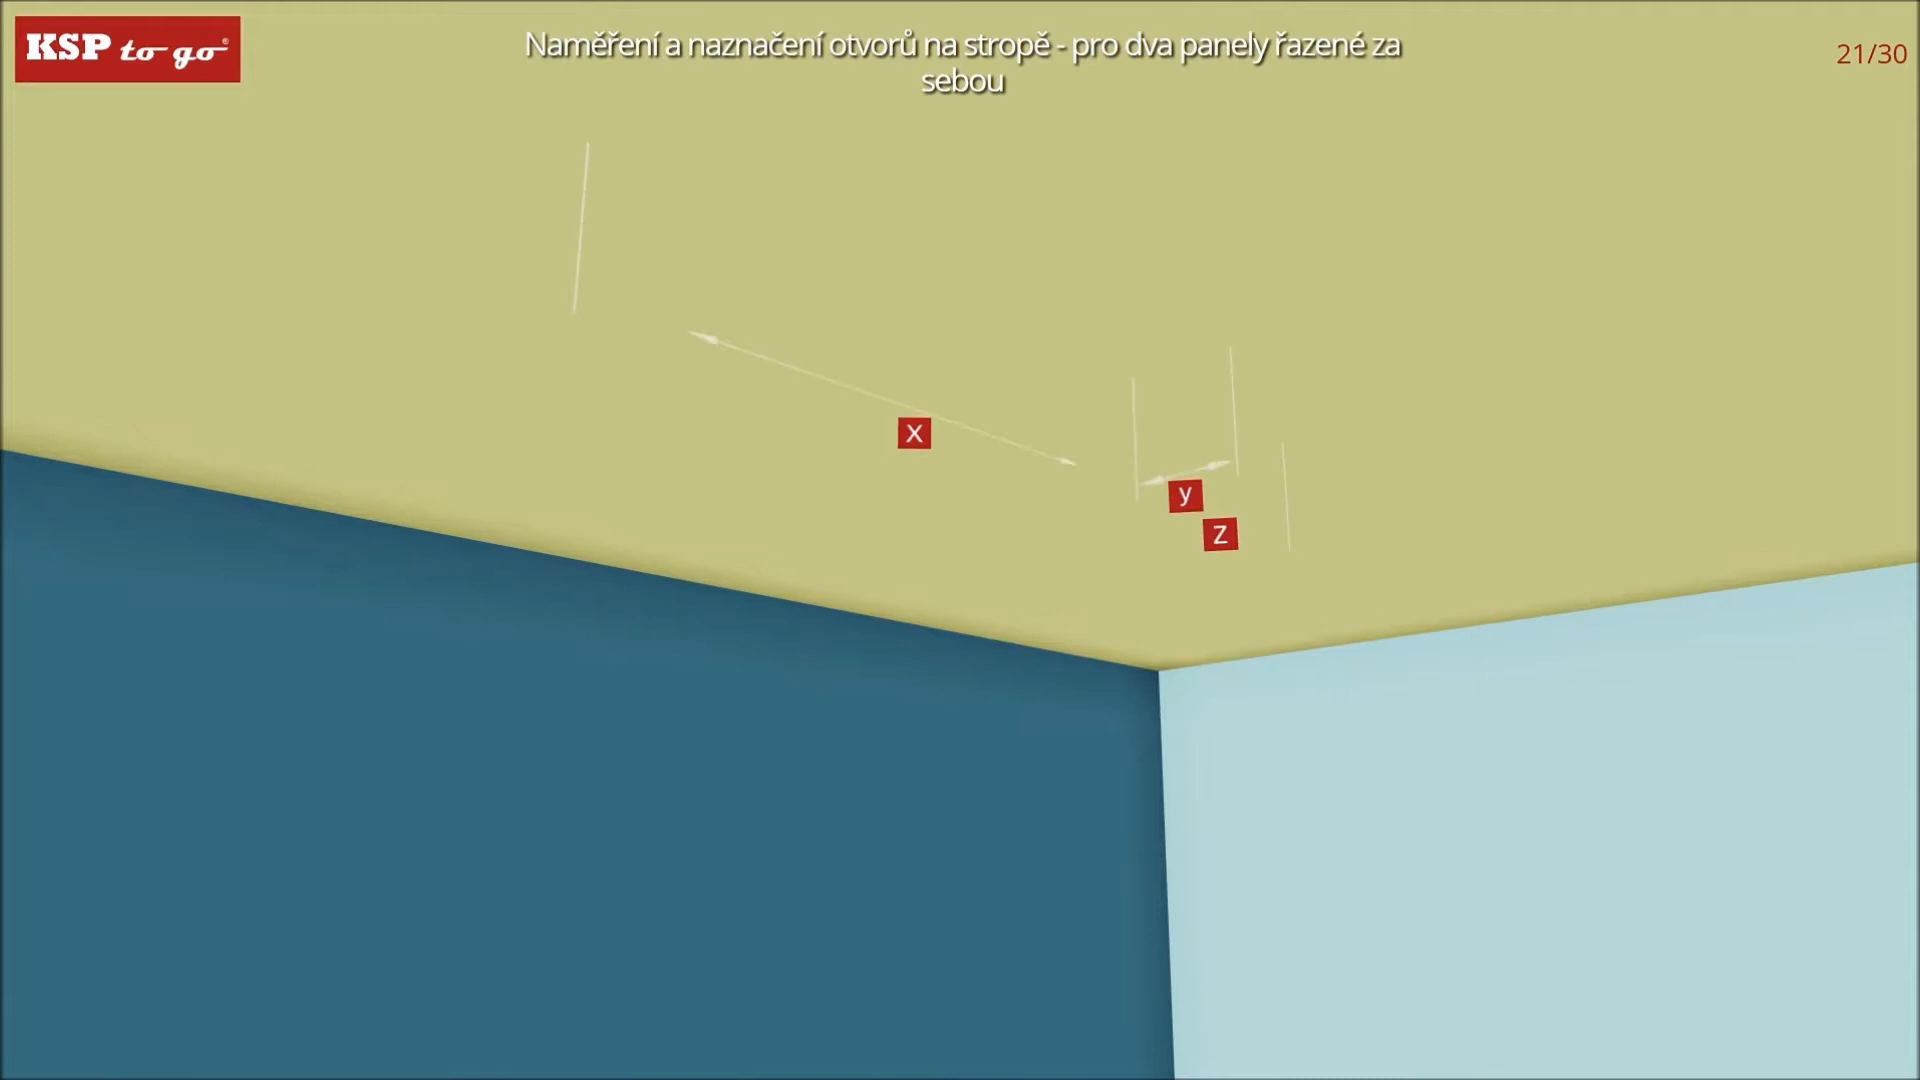 KSP to go®
Naměření a naznačení otvorů na stropě - pro dva panely řazené za
sebou
21/30
X
y
Z